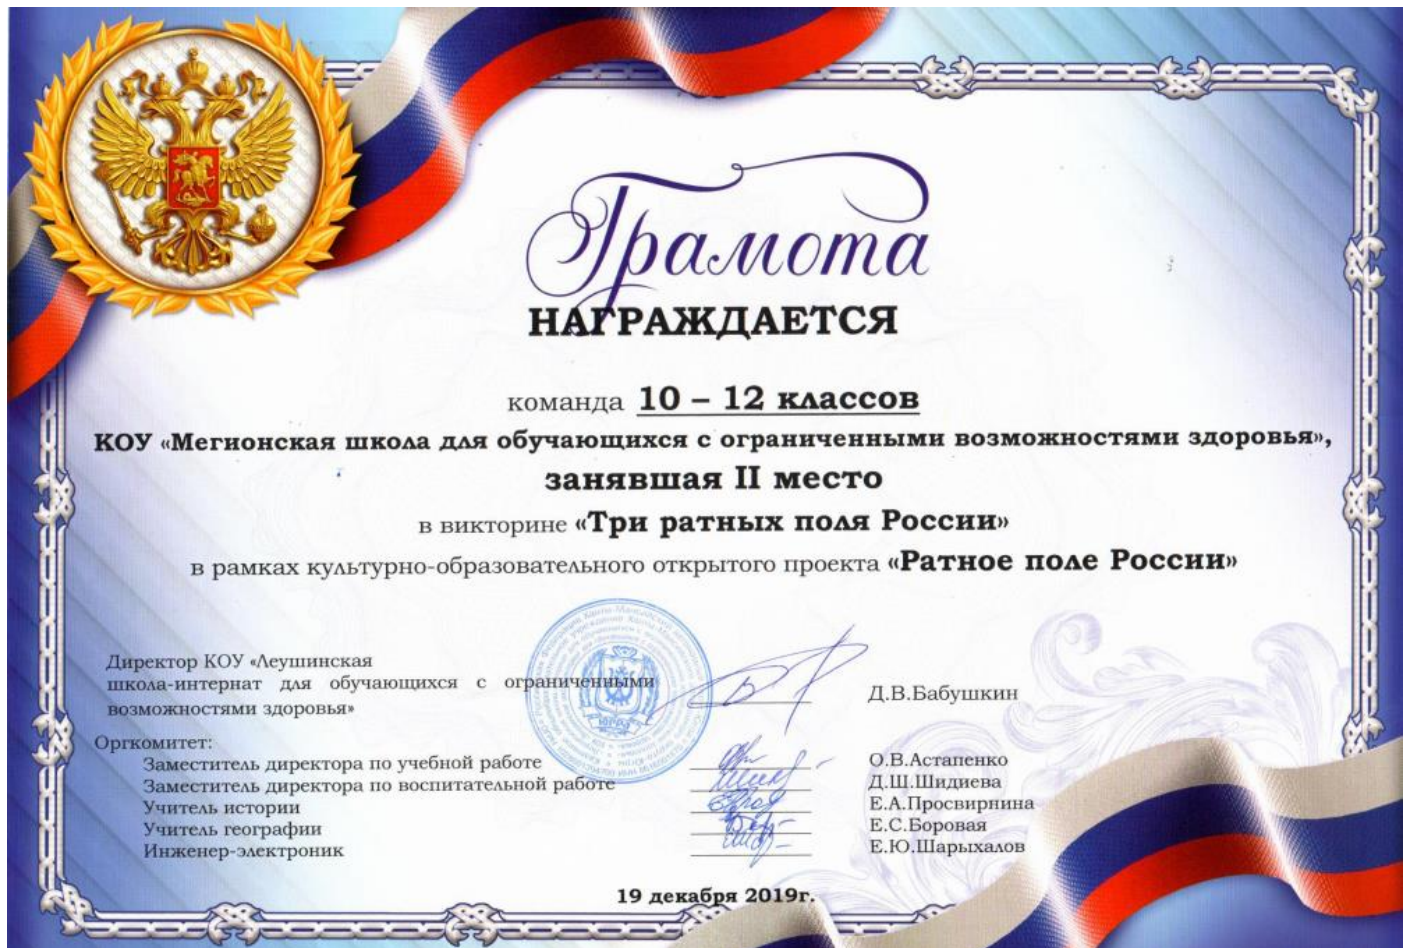 Грамота
НАГРАЖДАЕТСЯ
команда 10 – 12 классов
КОУ «Мегионская школа для обучающихся с ограниченными возможностями здоровья»,
занявшая II место
в викторине «Три ратных поля России»
в рамках культурно-образовательного открытого проекта «Ратное поле России»
Директор КОУ «Леушинская
школа-интернат для обучающихся с ограниченными
возможностями здоровья»
Д.В.Бабушкин
Оргкомитет:
Заместитель директора по учебной работе О.В.Астапенко
Заместитель директора по воспитательной работе Д.Ш.Шидиева
Учитель истории Е.А.Просвирнина
Учитель географии Е.С.Боровая
Инженер-электроник Е.Ю.Шарыхалов
19 декабря 2019г.
ЮГРА